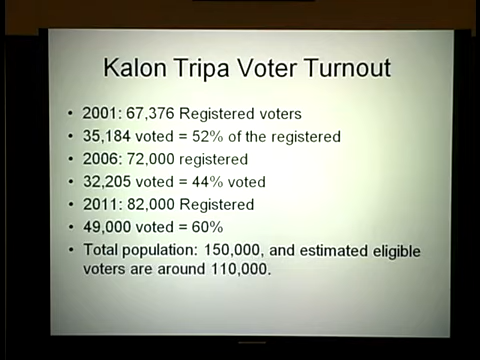 Kalon Tripa Voter Turnout
• 2001: 67,376 Registered voters
• 35,184 voted = 52% of the registered
• 2006: 72,000 registered
• 32,205 voted = 44% voted
• 2011: 82,000 Registered
• 49,000 voted = 60%
• Total population: 150,000, and estimated eligible
voters are around 110,000.